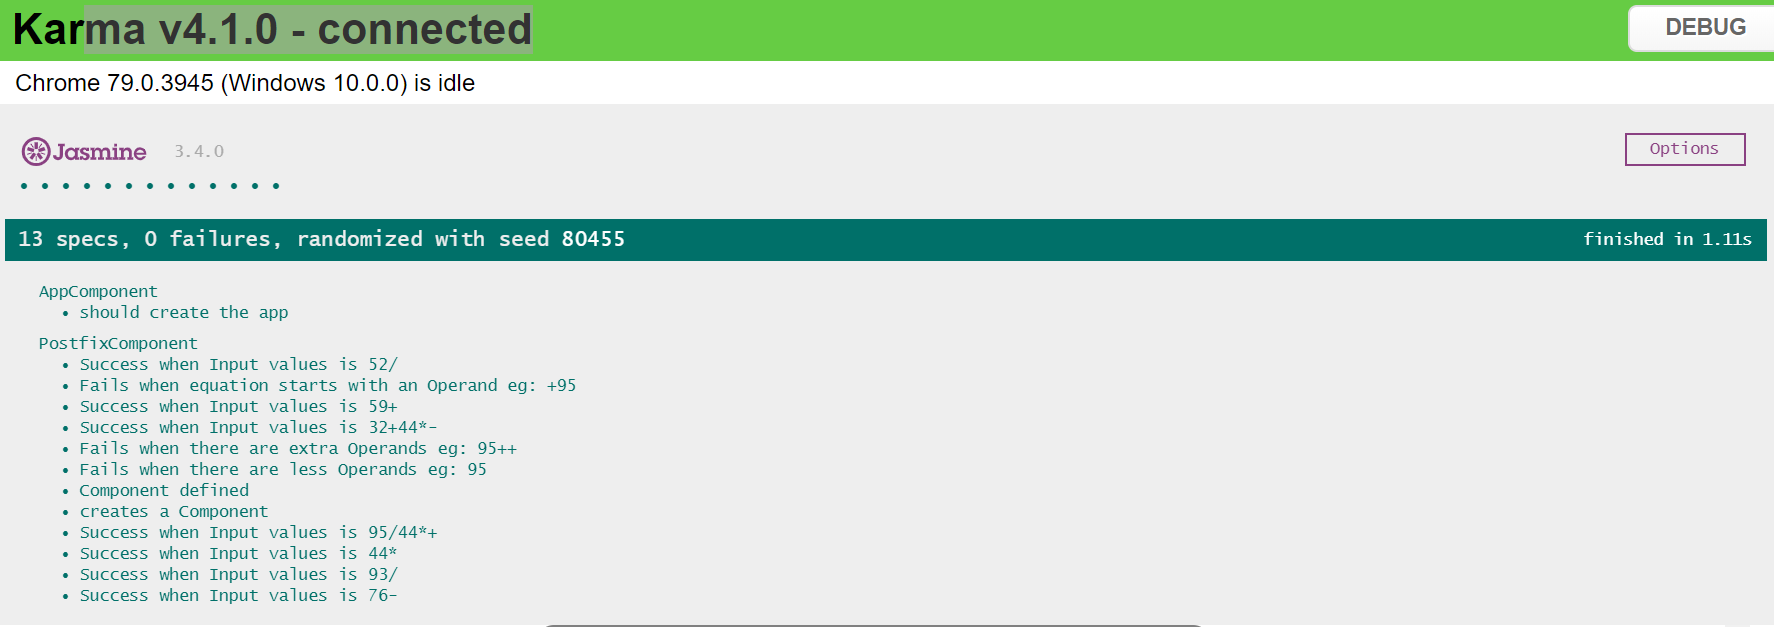 Karma v4.1.0 - connected
DEBUG
Chrome 79.0.3945 (Windows 10.0.0) is idle
Jasmine 3.4.0
Options
• • • • • • • • • • • • •
13 specs, 0 failures, randomized with seed 80455
finished in 1.11s
AppComponent
• should create the app
PostfixComponent
• Success when Input values is 52/
• Fails when equation starts with an Operand eg: +95
• Success when Input values is 59+
• Success when Input values is 32+44*-
• Fails when there are extra Operands eg: 95++
• Fails when there are less Operands eg: 95
• Component defined
• creates a Component
• Success when Input values is 95/44*+
• Success when Input values is 44*
• Success when Input values is 93/
• Success when Input values is 76-